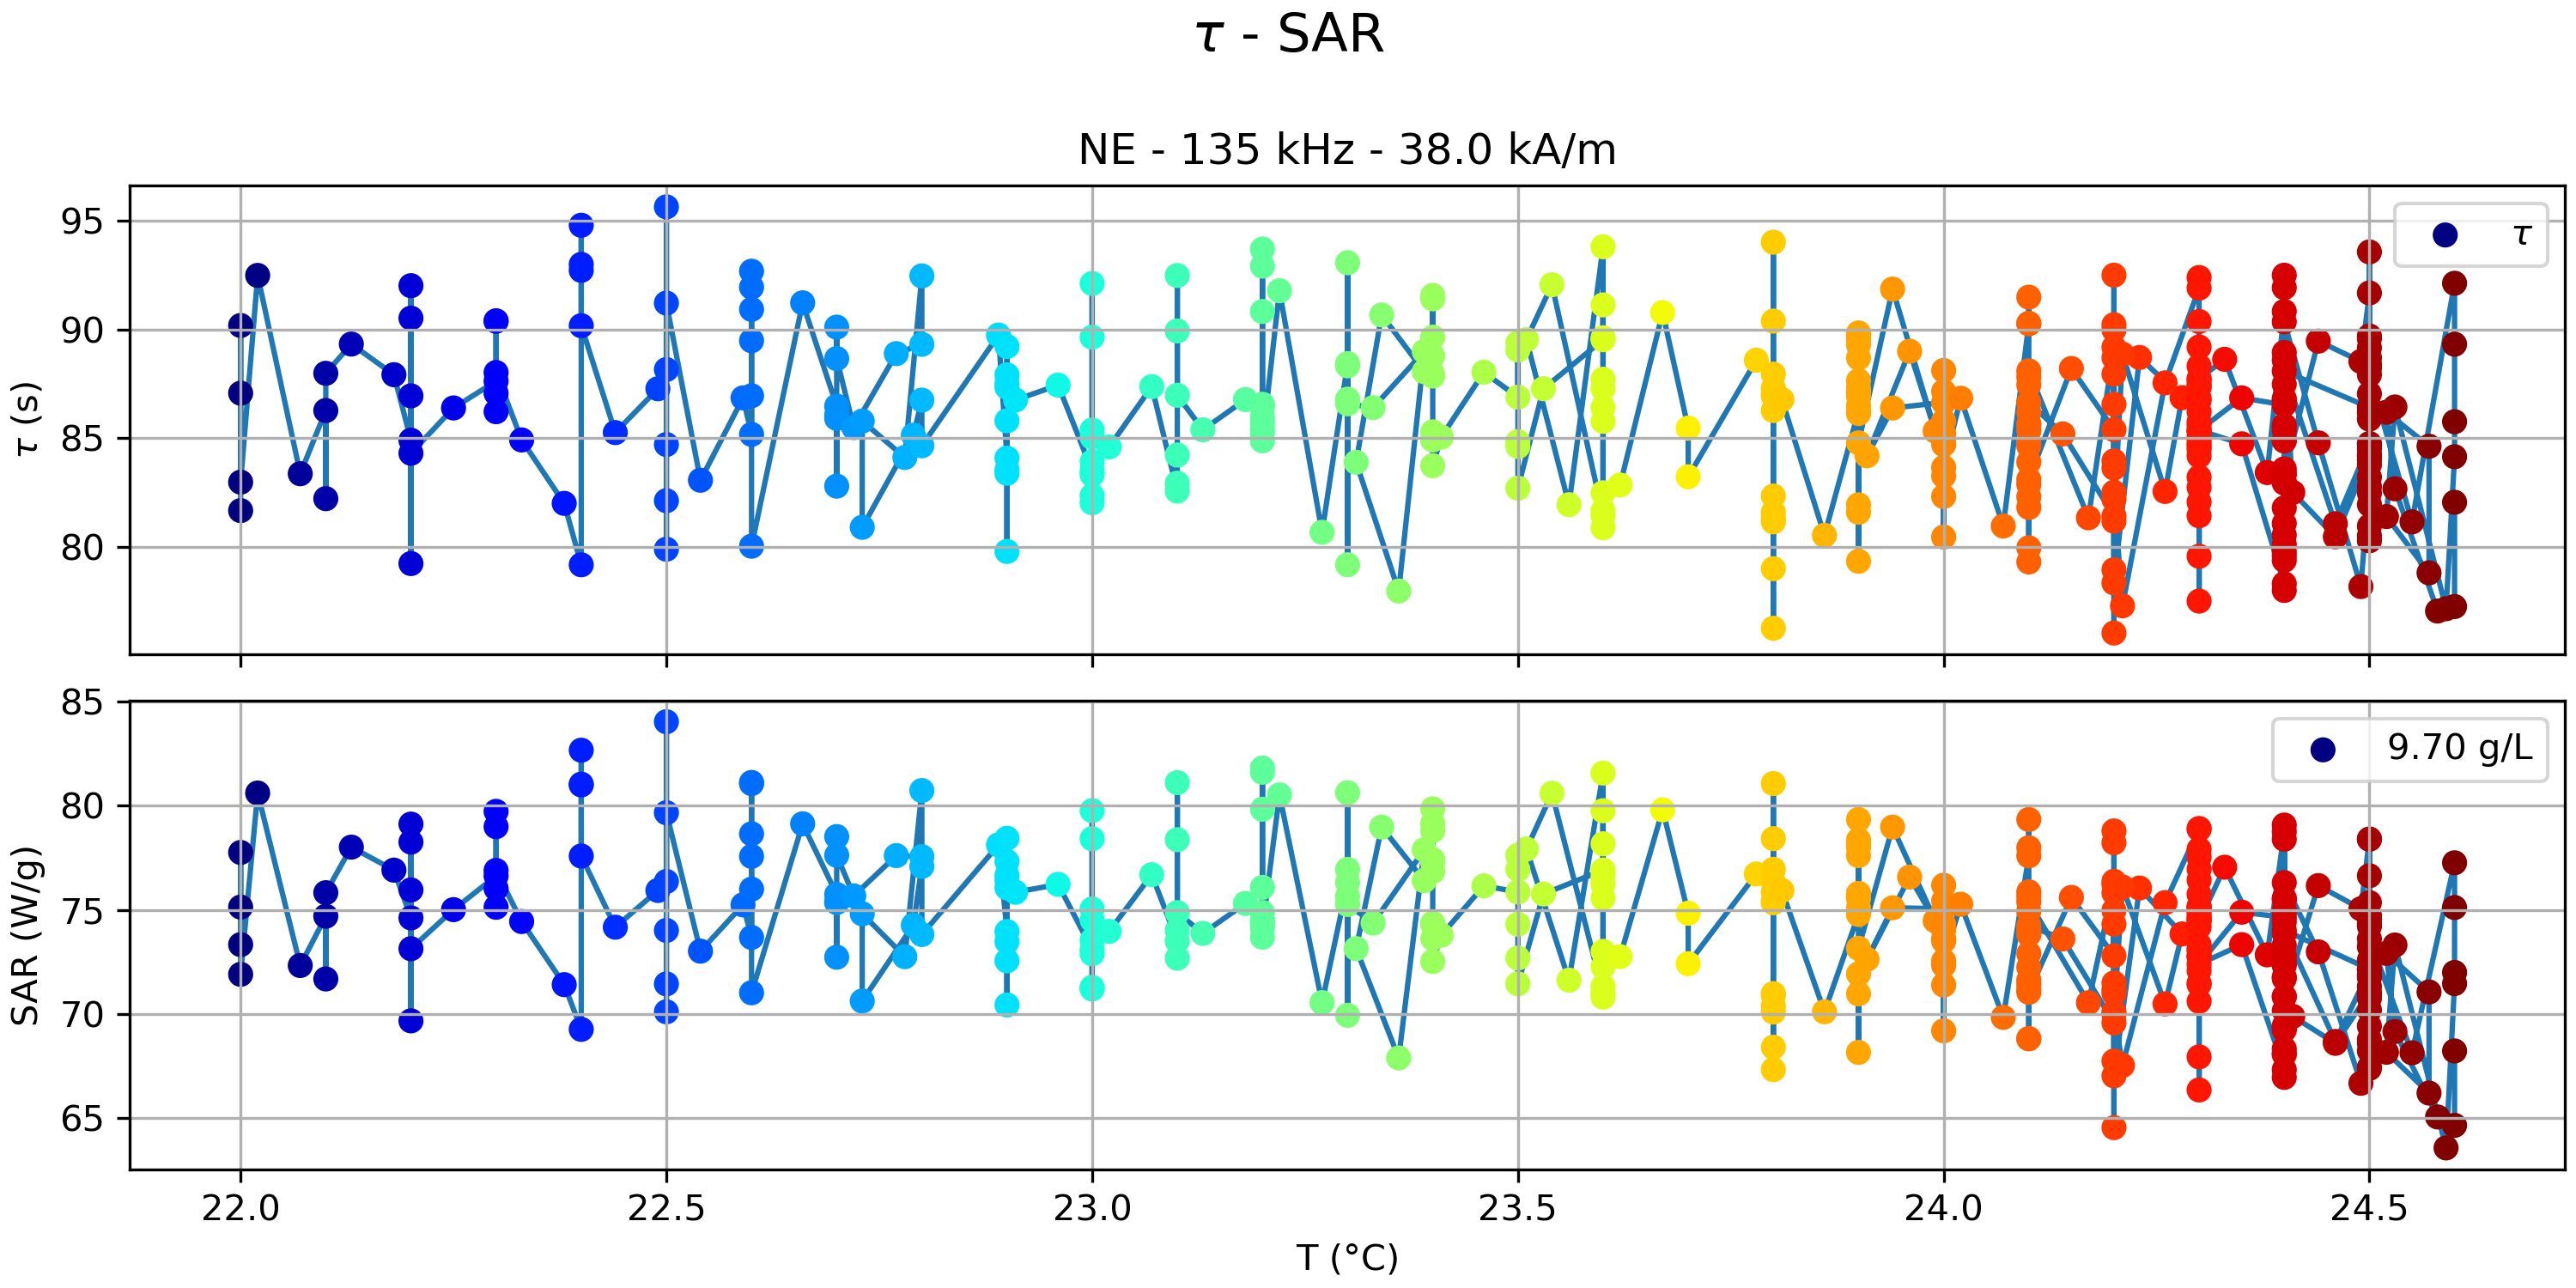 τ - SAR
NE - 135 kHz - 38.0 kA/m
95
90
85
80
τ (s)
τ
85
80
75
70
65
SAR (W/g)
9.70 g/L
22.0 22.5 23.0 23.5 24.0 24.5
T (°C)